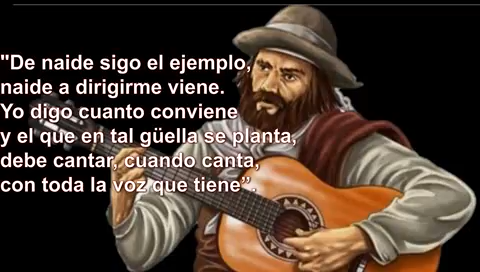 "De naide sigo el ejemplo,
naide a dirigirme viene.
Yo digo cuanto conviene
y el que en tal güella se planta,
debe cantar, cuando canta,
con toda la voz que tiene”.